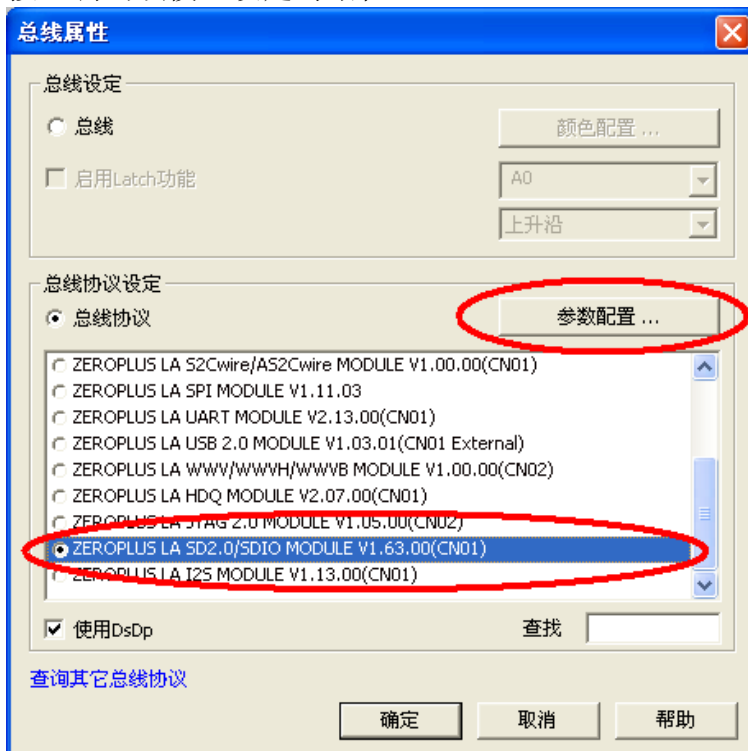 总线属性
总线设定
总线
颜色配置 ...
启用Latch功能
A0
上升沿
总线协议设定
总线协议
参数配置 ...
ZEROPLUS LA S2Cwire/AS2Cwire MODULE V1.00.00(CN01)
ZEROPLUS LA SPI MODULE V1.11.03
ZEROPLUS LA UART MODULE V2.13.00(CN01)
ZEROPLUS LA USB 2.0 MODULE V1.03.01(CN01 External)
ZEROPLUS LA WWV/WWVH/WWVB MODULE V1.00.00(CN02)
ZEROPLUS LA HDQ MODULE V2.07.00(CN01)
ZEROPLUS LA JTAG 2.0 MODULE V1.05.00(CN02)
ZEROPLUS LA SD2.0/SDIO MODULE V1.63.00(CN01)
ZEROPLUS LA I2S MODULE V1.13.00(CN01)
使用DsDp
查找
查询其它总线协议
确定
取消
帮助